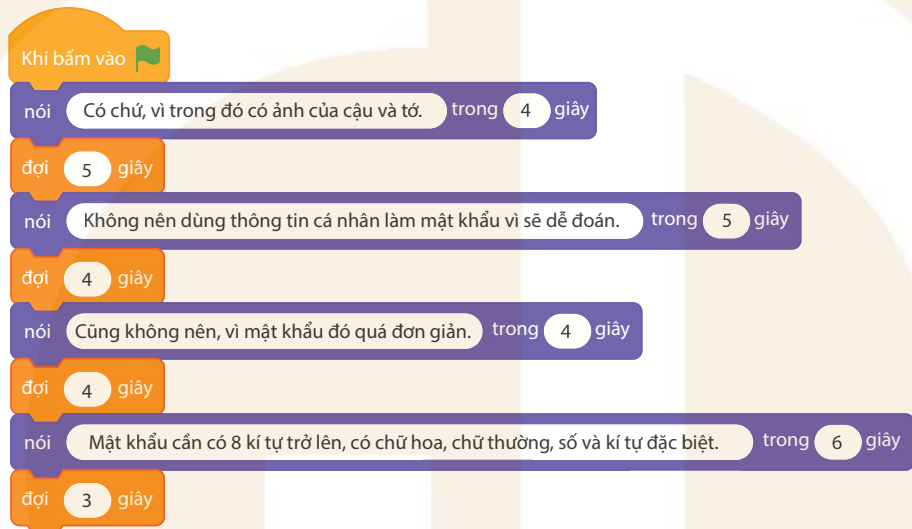 Khi bấm vào
nói Có chứ, vì trong đó có ảnh của cậu và tớ. trong 4 giây
đợi 5 giây
nói Không nên dùng thông tin cá nhân làm mật khẩu vì sẽ dễ đoán. trong 5 giây
đợi 4 giây
nói Cũng không nên, vì mật khẩu đó quá đơn giản. trong 4 giây
đợi 4 giây
nói Mật khẩu cần có 8 kí tự trở lên, có chữ hoa, chữ thường, số và kí tự đặc biệt. trong 6 giây
đợi 3 giây